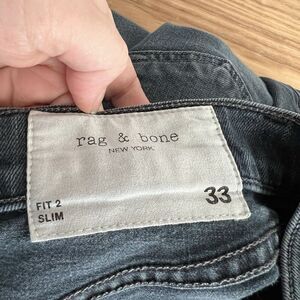 rag & bone
NEW YORK
FIT 2
SLIM
33